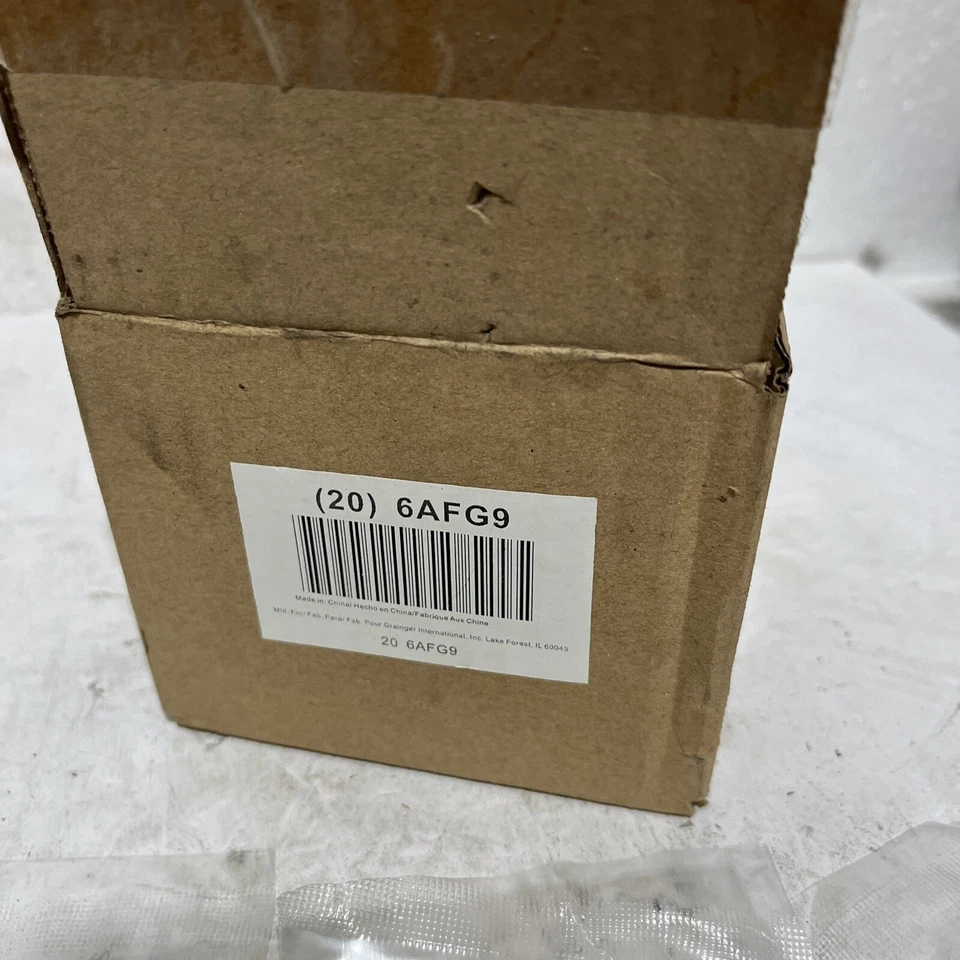 (20) 6AFG9
Made in: China/ Hecho en China/Fabrique Aux Chine
Mfd. For/ Fab. Para/ Fab. Pour Grainger International, Inc. Lake Forest, IL 60045
20 6AFG9